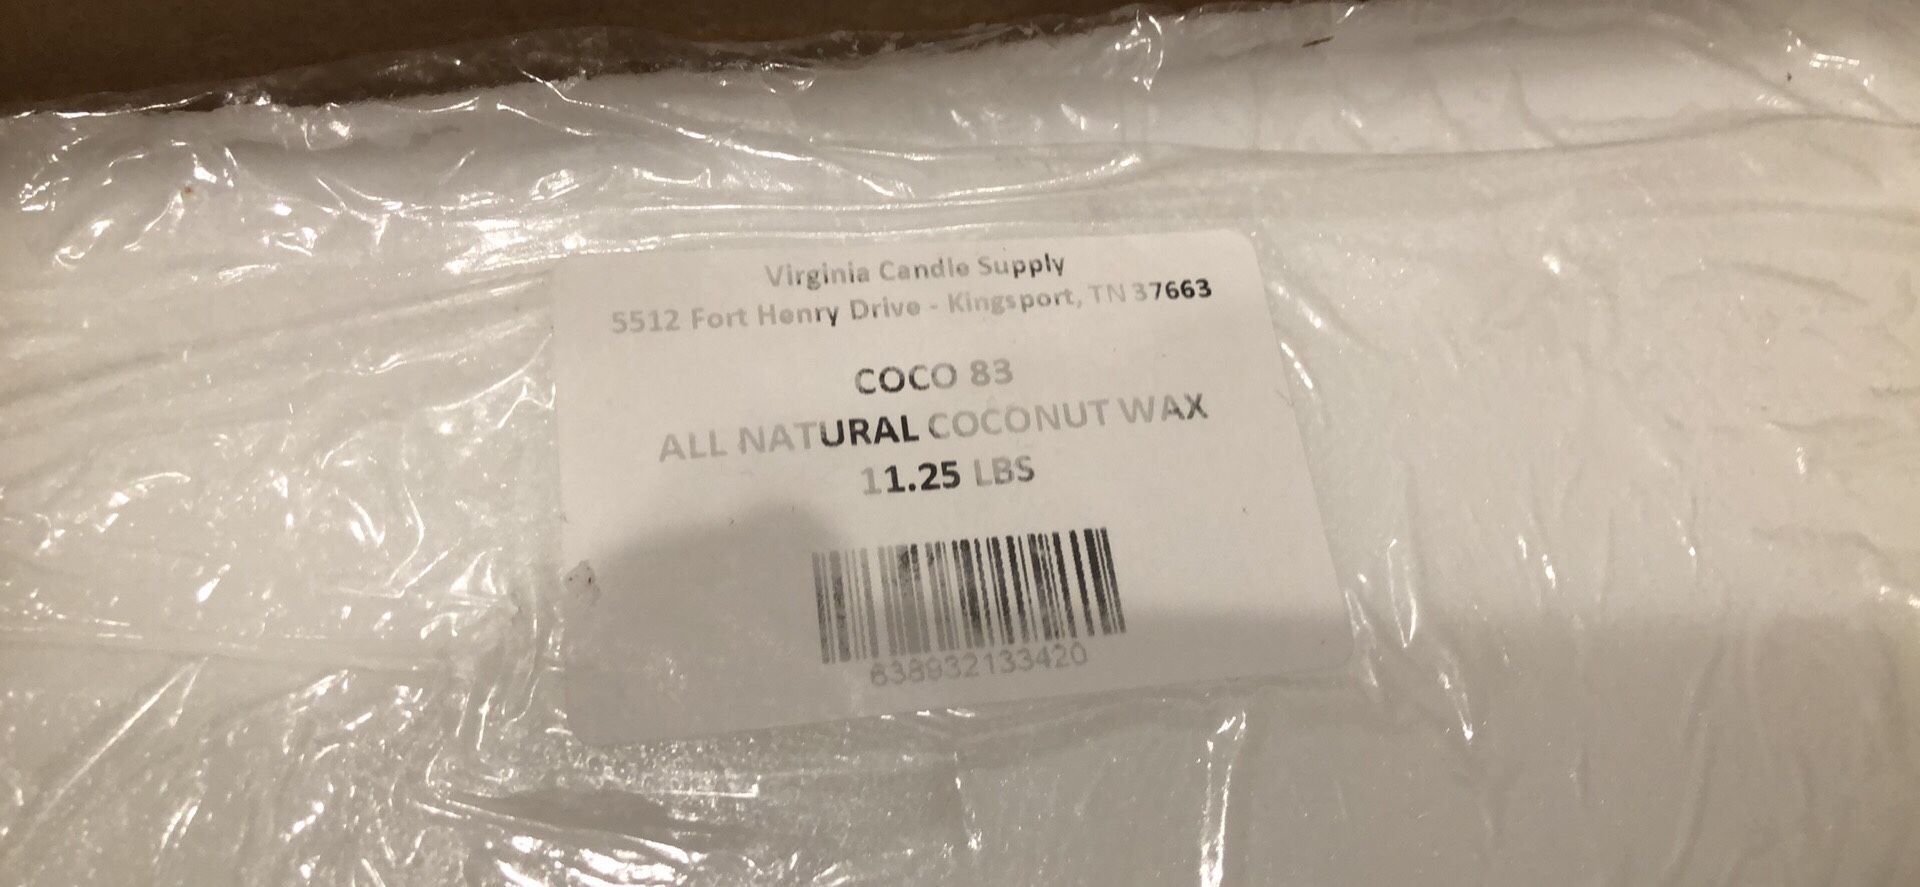 Virginia Candle Supply
5512 Fort Henry Drive - Kingsport, TN 37663
COCO 83
ALL NATURAL COCONUT WAX
11.25 LBS
638932133420